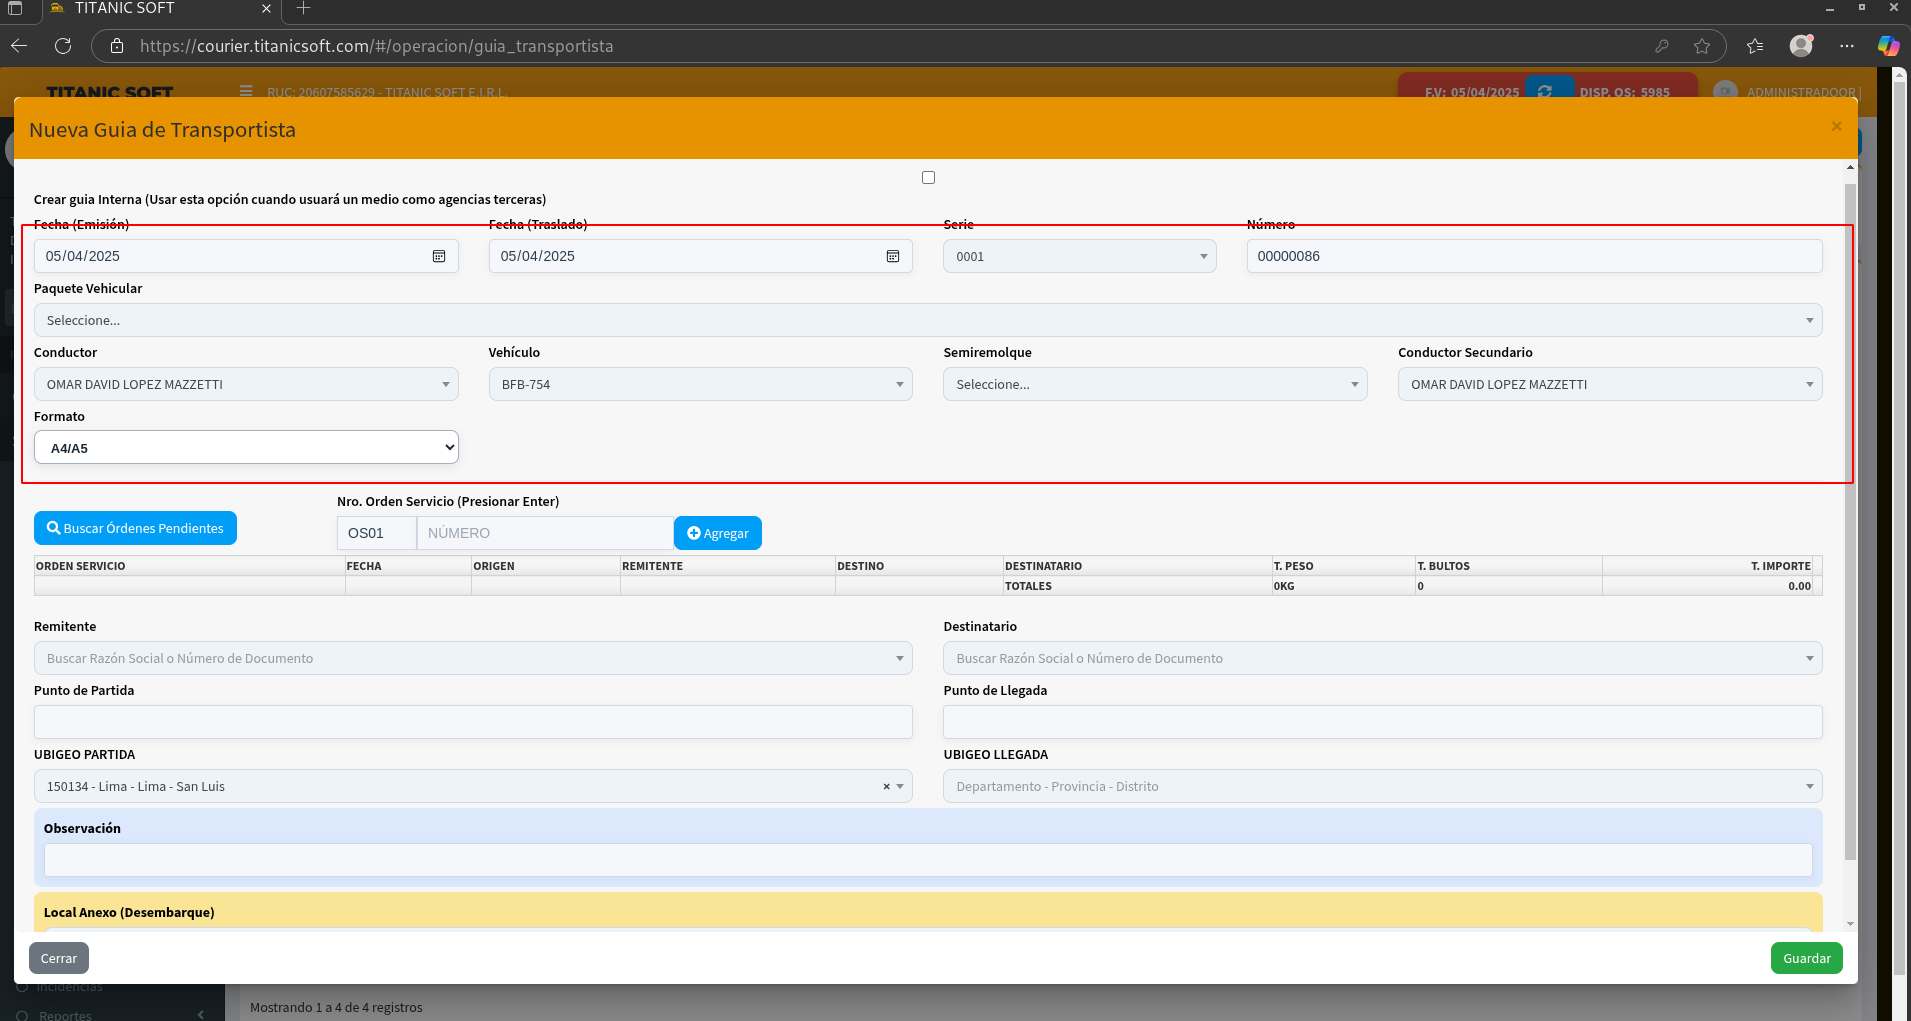 TITANIC SOFT
https://courier.titanicsoft.com/#/operacion/guia_transportista
TITANIC SOFT
RUC: 20607585629 - TITANIC SOFT E.I.R.L.
F.V: 05/04/2025
DISP. OS: 5985
ADMINISTRADOOR |
Nueva Guia de Transportista
×
Crear guia Interna (Usar esta opción cuando usuará un medio como agencias terceras)
Fecha (Emisión) Fecha (Traslado) Serie Número
05/04/2025 05/04/2025 0001 00000086
Paquete Vehicular
Seleccione...
Conductor Vehículo Semiremolque Conductor Secundario
OMAR DAVID LOPEZ MAZZETTI BFB-754 Seleccione... OMAR DAVID LOPEZ MAZZETTI
Formato
A4/A5
Nro. Orden Servicio (Presionar Enter)
Buscar Órdenes Pendientes OS01 NÚMERO Agregar
ORDEN SERVICIO FECHA ORIGEN REMITENTE DESTINO DESTINATARIO T. PESO T. BULTOS T. IMPORTE
TOTALES 0KG 0 0.00
Remitente Destinatario
Buscar Razón Social o Número de Documento Buscar Razón Social o Número de Documento
Punto de Partida Punto de Llegada
UBIGEO PARTIDA UBIGEO LLEGADA
150134 - Lima - Lima - San Luis × Departamento - Provincia - Distrito
Observación
Local Anexo (Desembarque)
Cerrar Guardar
Incidencias
Mostrando 1 a 4 de 4 registros
Reportes